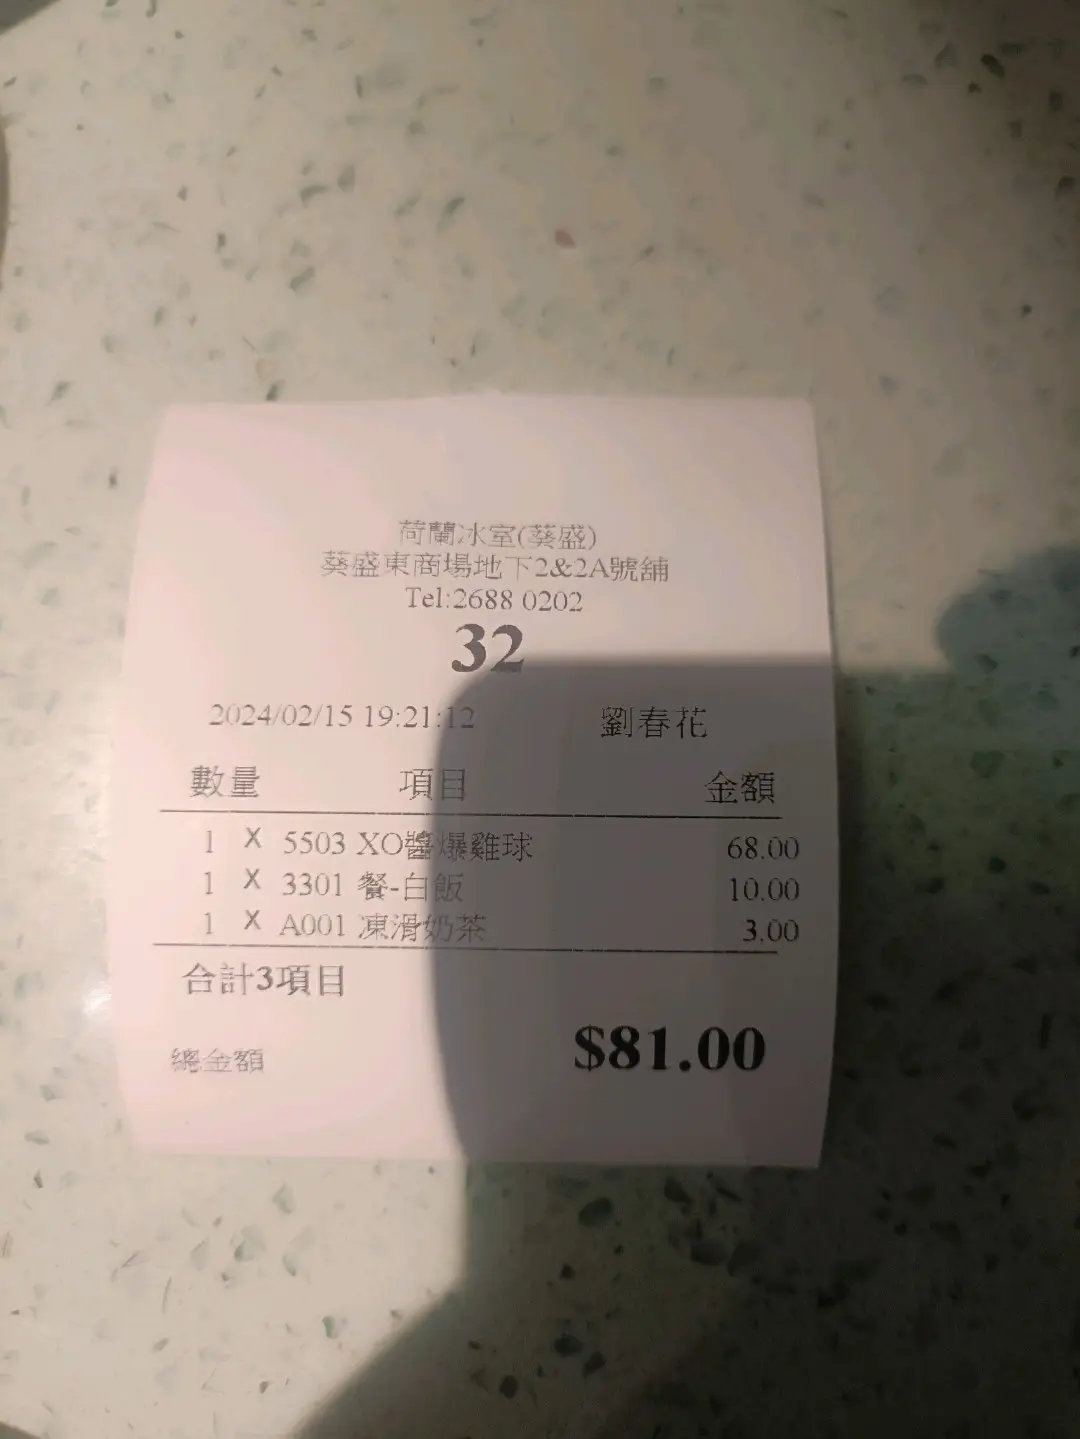 荷蘭冰室(葵盛)
葵盛東商場地下2&2A號舖
Tel:2688 0202
32
2024/02/15 19:21:12 劉春花
數量 項目 金額
1 X 5503 XO醬爆雞球 68.00
1 X 3301 餐-白飯 10.00
1 X A001 凍滑奶茶 3.00
合計3項目
總金額 $81.00